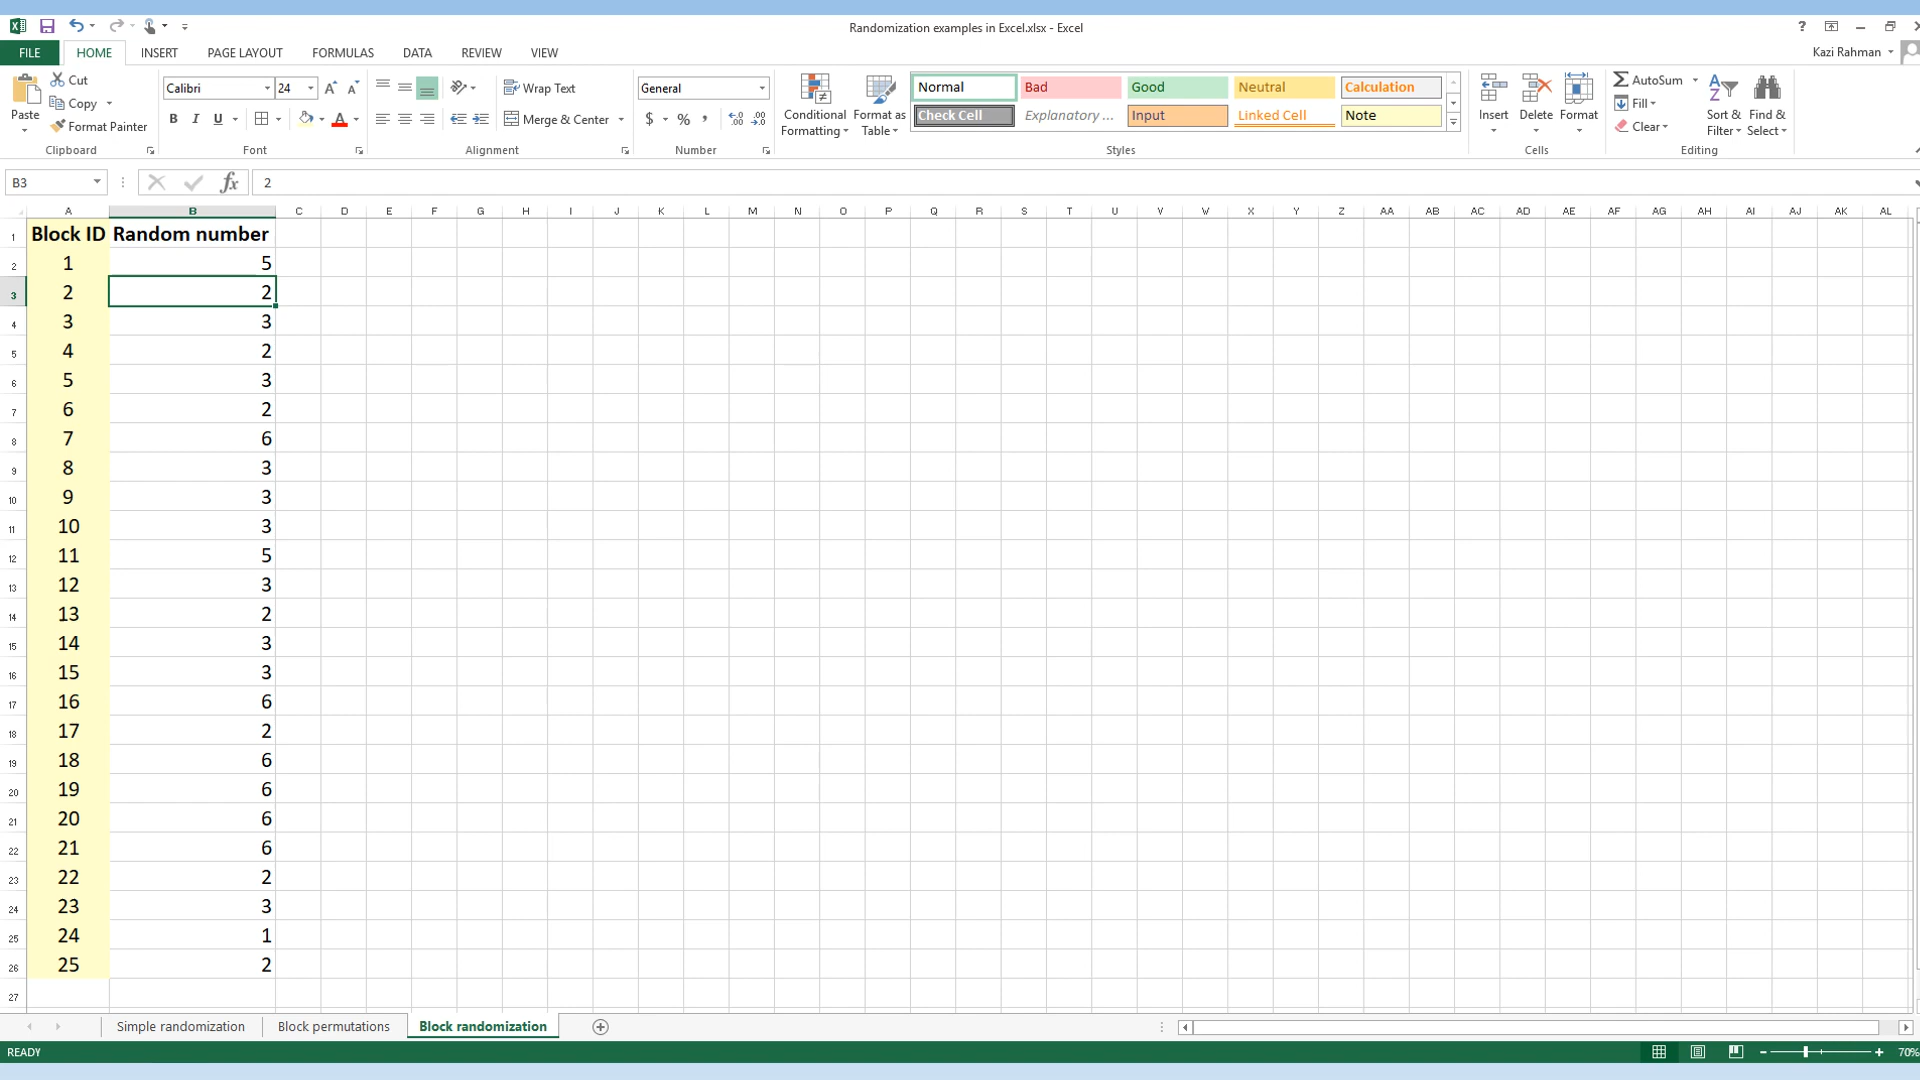 Randomization examples in Excel.xlsx - Excel
?
FILE HOME INSERT PAGE LAYOUT FORMULAS DATA REVIEW VIEW
Kazi Rahman
Paste
Cut
Copy
Format Painter
Clipboard
Calibri 24
B I U
A
Font
Wrap Text
Merge & Center
Alignment
General
$ % ,
Number
Conditional Formatting
Format as Table
Normal Bad Good Neutral Calculation
Check Cell Explanatory ... Input Linked Cell Note
Styles
Insert Delete Format
Cells
AutoSum
Fill
Clear
Sort & Filter
Find & Select
Editing
B3 fx 2
A B C D E F G H I J K L M N O P Q R S T U V W X Y Z AA AB AC AD AE AF AG AH AI AJ AK AL
1 Block ID Random number
2 1 5
3 2 2
4 3 3
5 4 2
6 5 3
7 6 2
8 7 6
9 8 3
10 9 3
11 10 3
12 11 5
13 12 3
14 13 2
15 14 3
16 15 3
17 16 6
18 17 2
19 18 6
20 19 6
21 20 6
22 21 6
23 22 2
24 23 3
25 24 1
26 25 2
27
Simple randomization Block permutations Block randomization
READY
70%